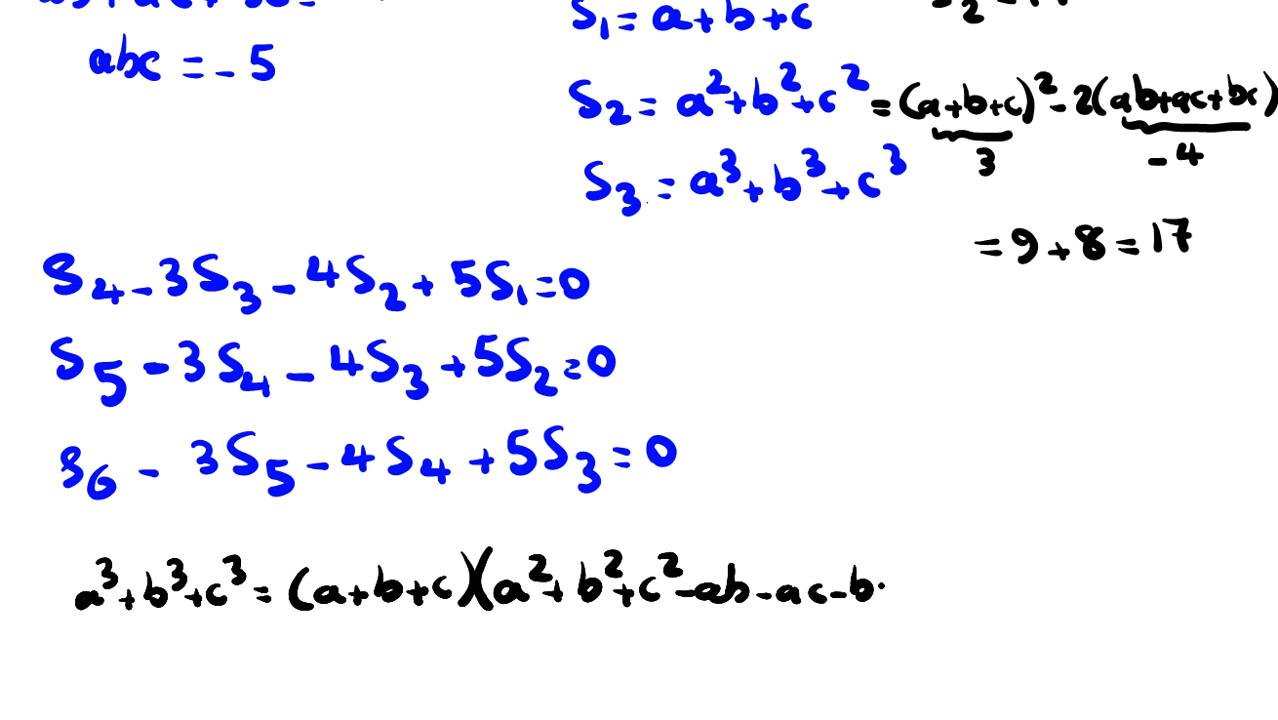 S₁ = a+b+c
abc = -5
S₂ = a²+b²+c² = (a+b+c)² - 2(ab+ac+bc)
3
-4
S₃ = a³+b³+c³
= 9+8 = 17
S₄ - 3S₃ - 4S₂ + 5S₁ = 0
S₅ - 3S₄ - 4S₃ + 5S₂ = 0
S₆ - 3S₅ - 4S₄ + 5S₃ = 0
a³+b³+c³ = (a+b+c)(a²+b²+c²-ab-ac-b